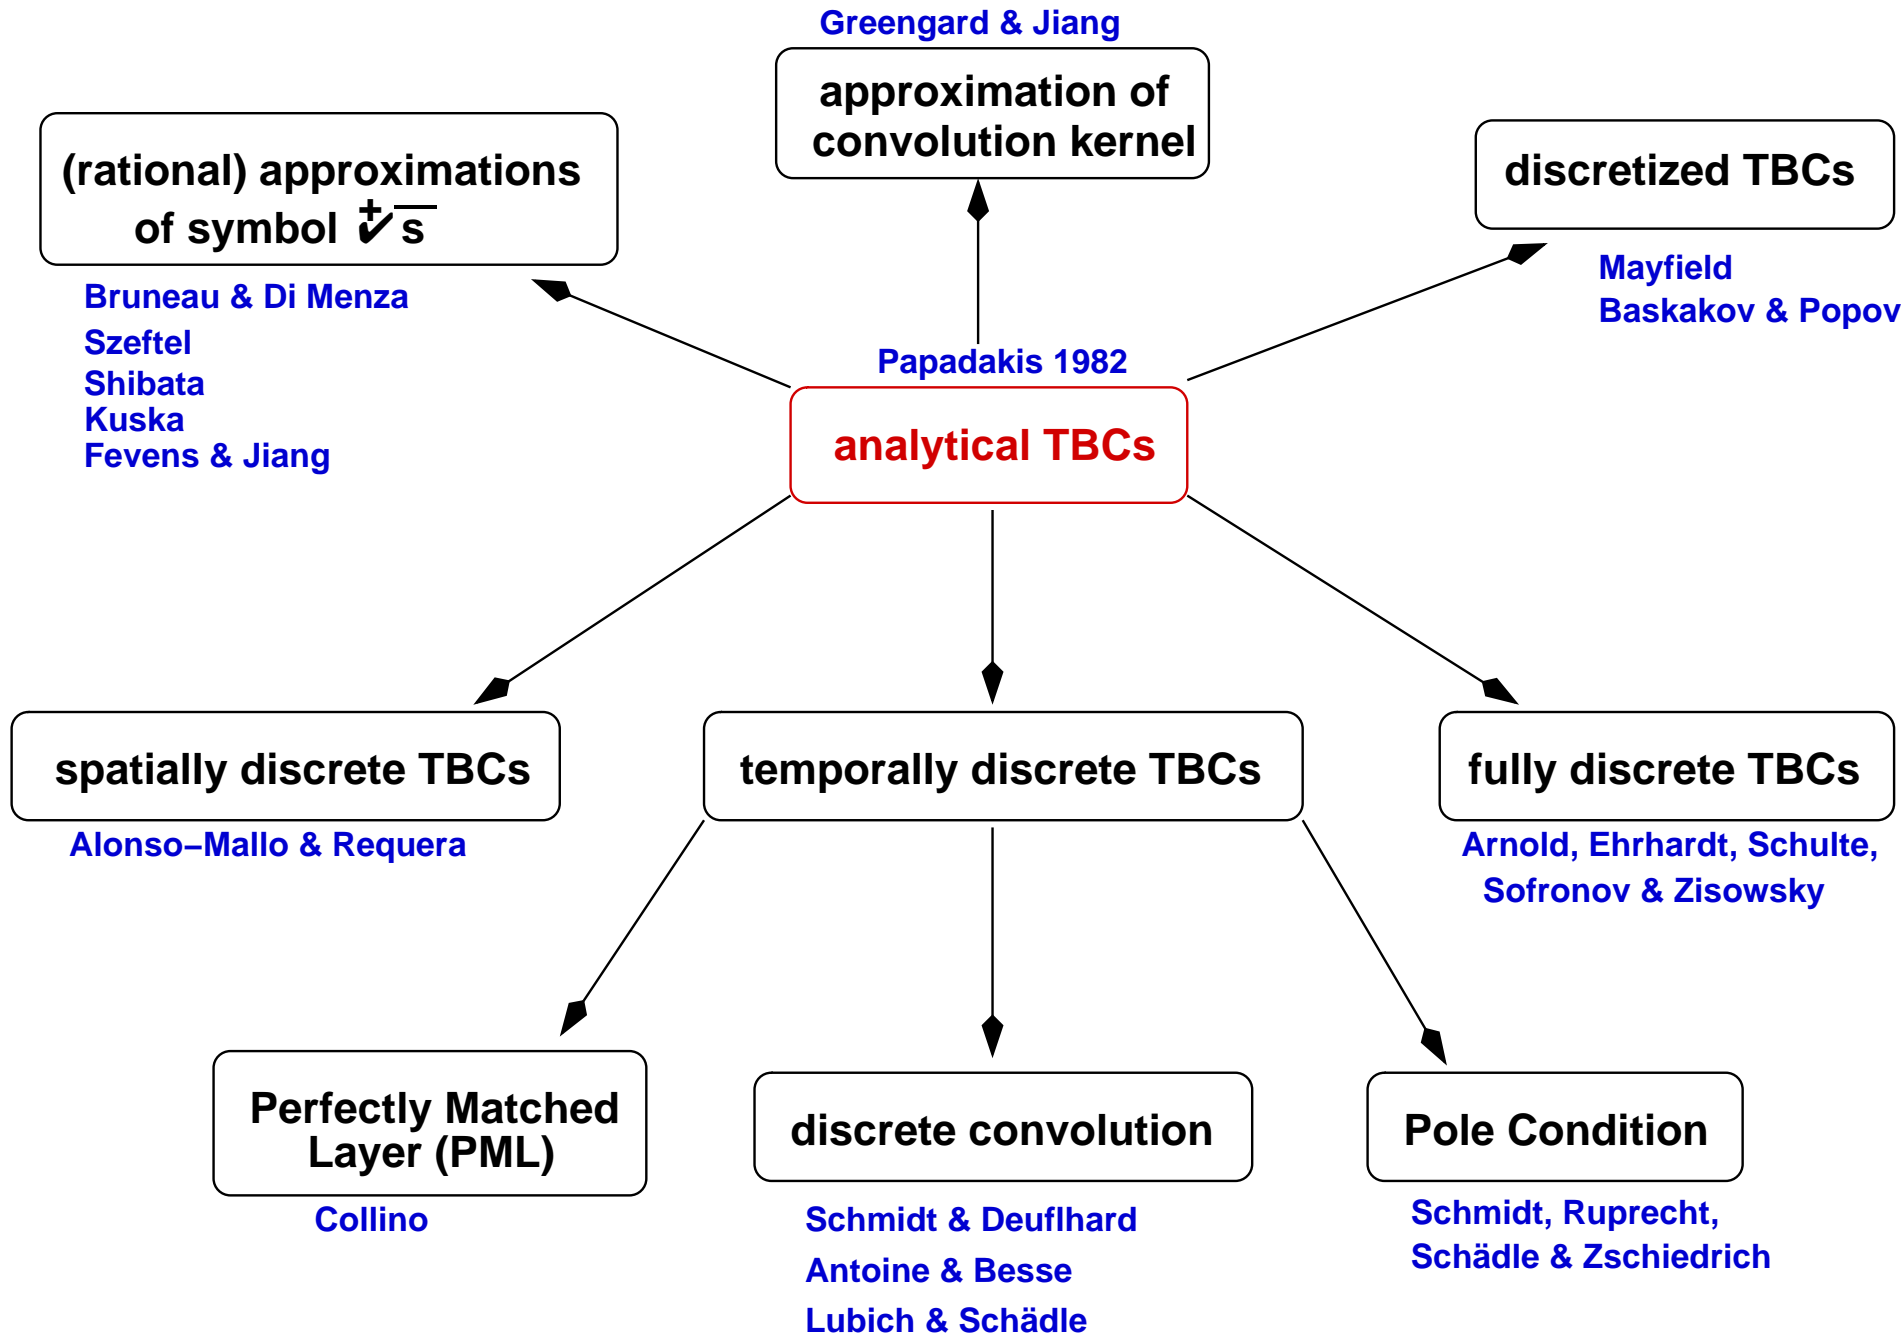 Greengard & Jiang
approximation of
convolution kernel
(rational) approximations
of symbol ⁺√s
Bruneau & Di Menza
Szeftel
Shibata
Kuska
Fevens & Jiang
discretized TBCs
Mayfield
Baskakov & Popov
Papadakis 1982
analytical TBCs
spatially discrete TBCs
Alonso–Mallo & Requera
temporally discrete TBCs
fully discrete TBCs
Arnold, Ehrhardt, Schulte,
Sofronov & Zisowsky
Perfectly Matched
Layer (PML)
Collino
discrete convolution
Schmidt & Deuflhard
Antoine & Besse
Lubich & Schädle
Pole Condition
Schmidt, Ruprecht,
Schädle & Zschiedrich